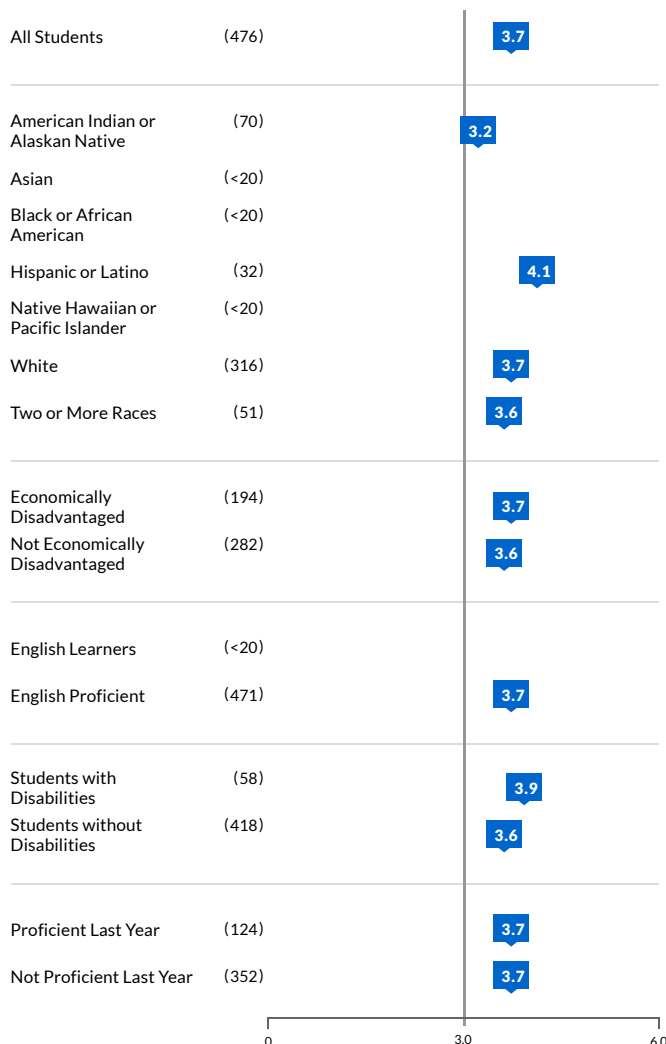 All Students (476) 3.7
American Indian or (70) 3.2
Alaskan Native
Asian (<20)
Black or African (<20)
American
Hispanic or Latino (32) 4.1
Native Hawaiian or (<20)
Pacific Islander
White (316) 3.7
Two or More Races (51) 3.6
Economically (194) 3.7
Disadvantaged
Not Economically (282) 3.6
Disadvantaged
English Learners (<20)
English Proficient (471) 3.7
Students with (58) 3.9
Disabilities
Students without (418) 3.6
Disabilities
Proficient Last Year (124) 3.7
Not Proficient Last Year (352) 3.7
0 3.0 6.0